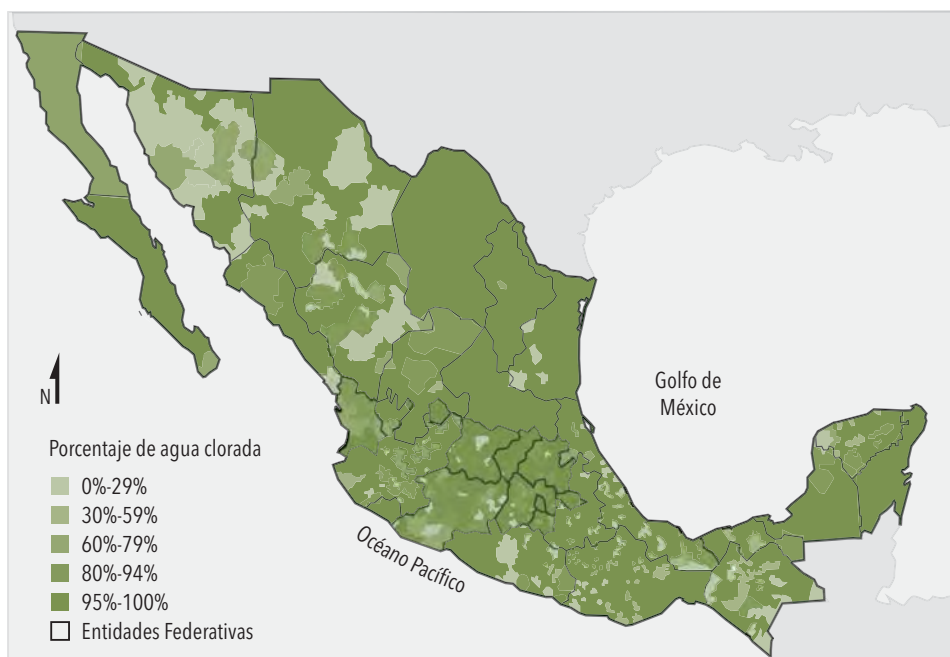 Golfo de
México
N
Porcentaje de agua clorada
0%-29%
30%-59%
60%-79%
80%-94%
95%-100%
Entidades Federativas
Océano Pacífico